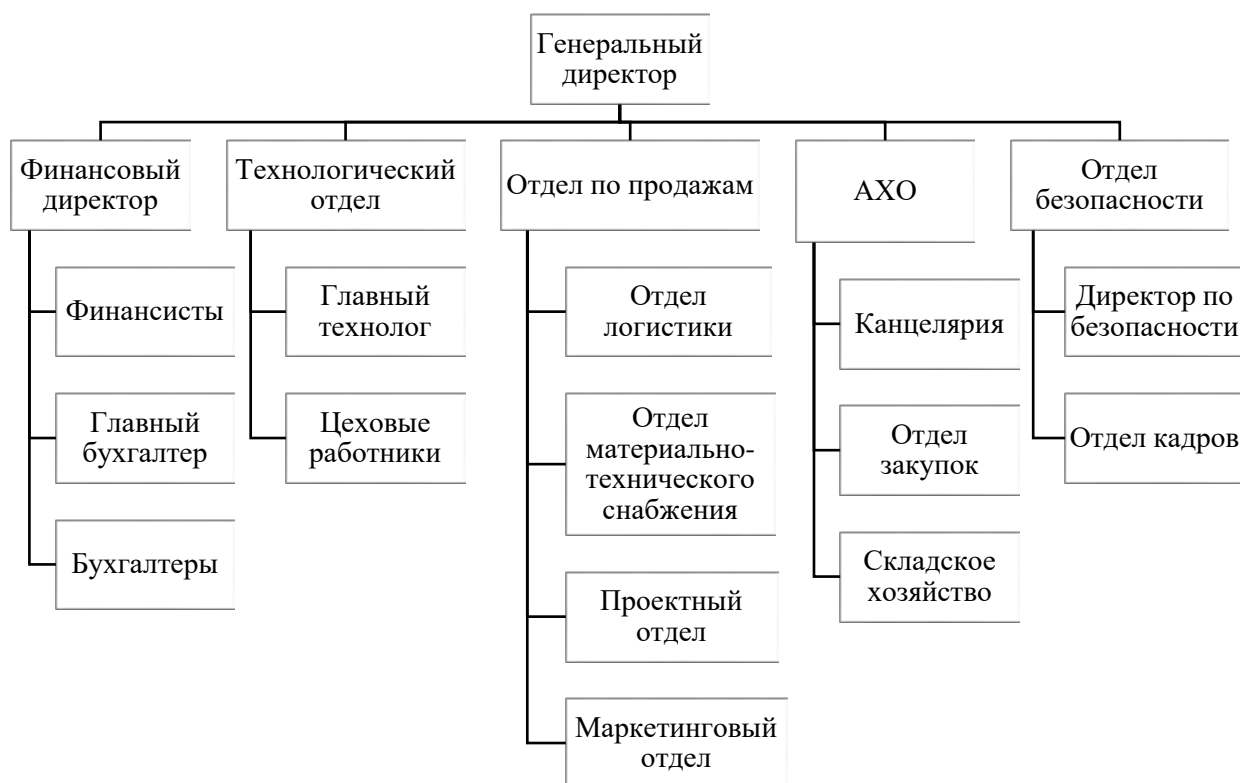 Генеральный
директор
Финансовый
директор
Технологический
отдел
Отдел по продажам
АХО
Отдел
безопасности
Финансисты
Главный
бухгалтер
Бухгалтеры
Главный
технолог
Цеховые
работники
Отдел
логистики
Отдел
материально-
технического
снабжения
Проектный
отдел
Маркетинговый
отдел
Канцелярия
Отдел
закупок
Складское
хозяйство
Директор по
безопасности
Отдел кадров